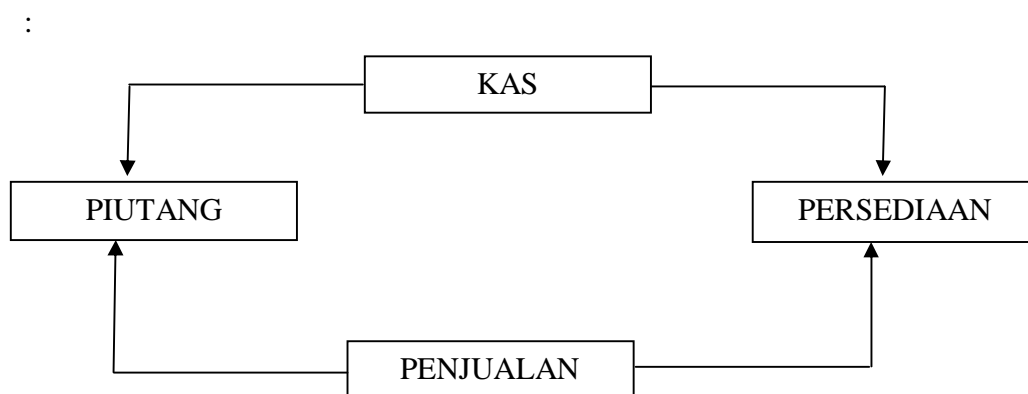 :
KAS
PIUTANG
PERSEDIAAN
PENJUALAN